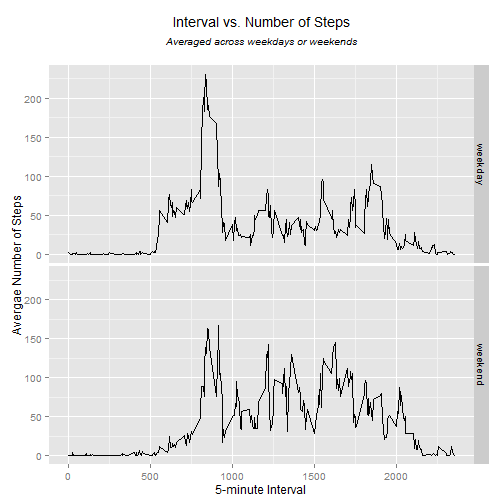 Interval vs. Number of Steps
Averaged across weekdays or weekends
Avergae Number of Steps
200
150
100
50
0
weekday
200
150
100
50
0
weekend
0
500
1000
1500
2000
5-minute Interval